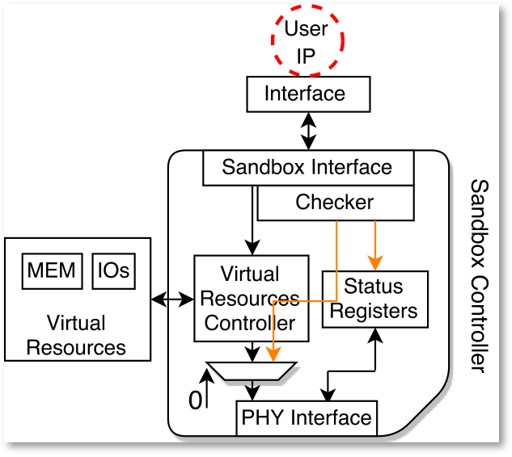 User
IP
Interface
Sandbox Interface
Checker
MEM
IOs
Virtual
Resources
Virtual
Resources
Controller
Status
Registers
0
PHY Interface
Sandbox Controller